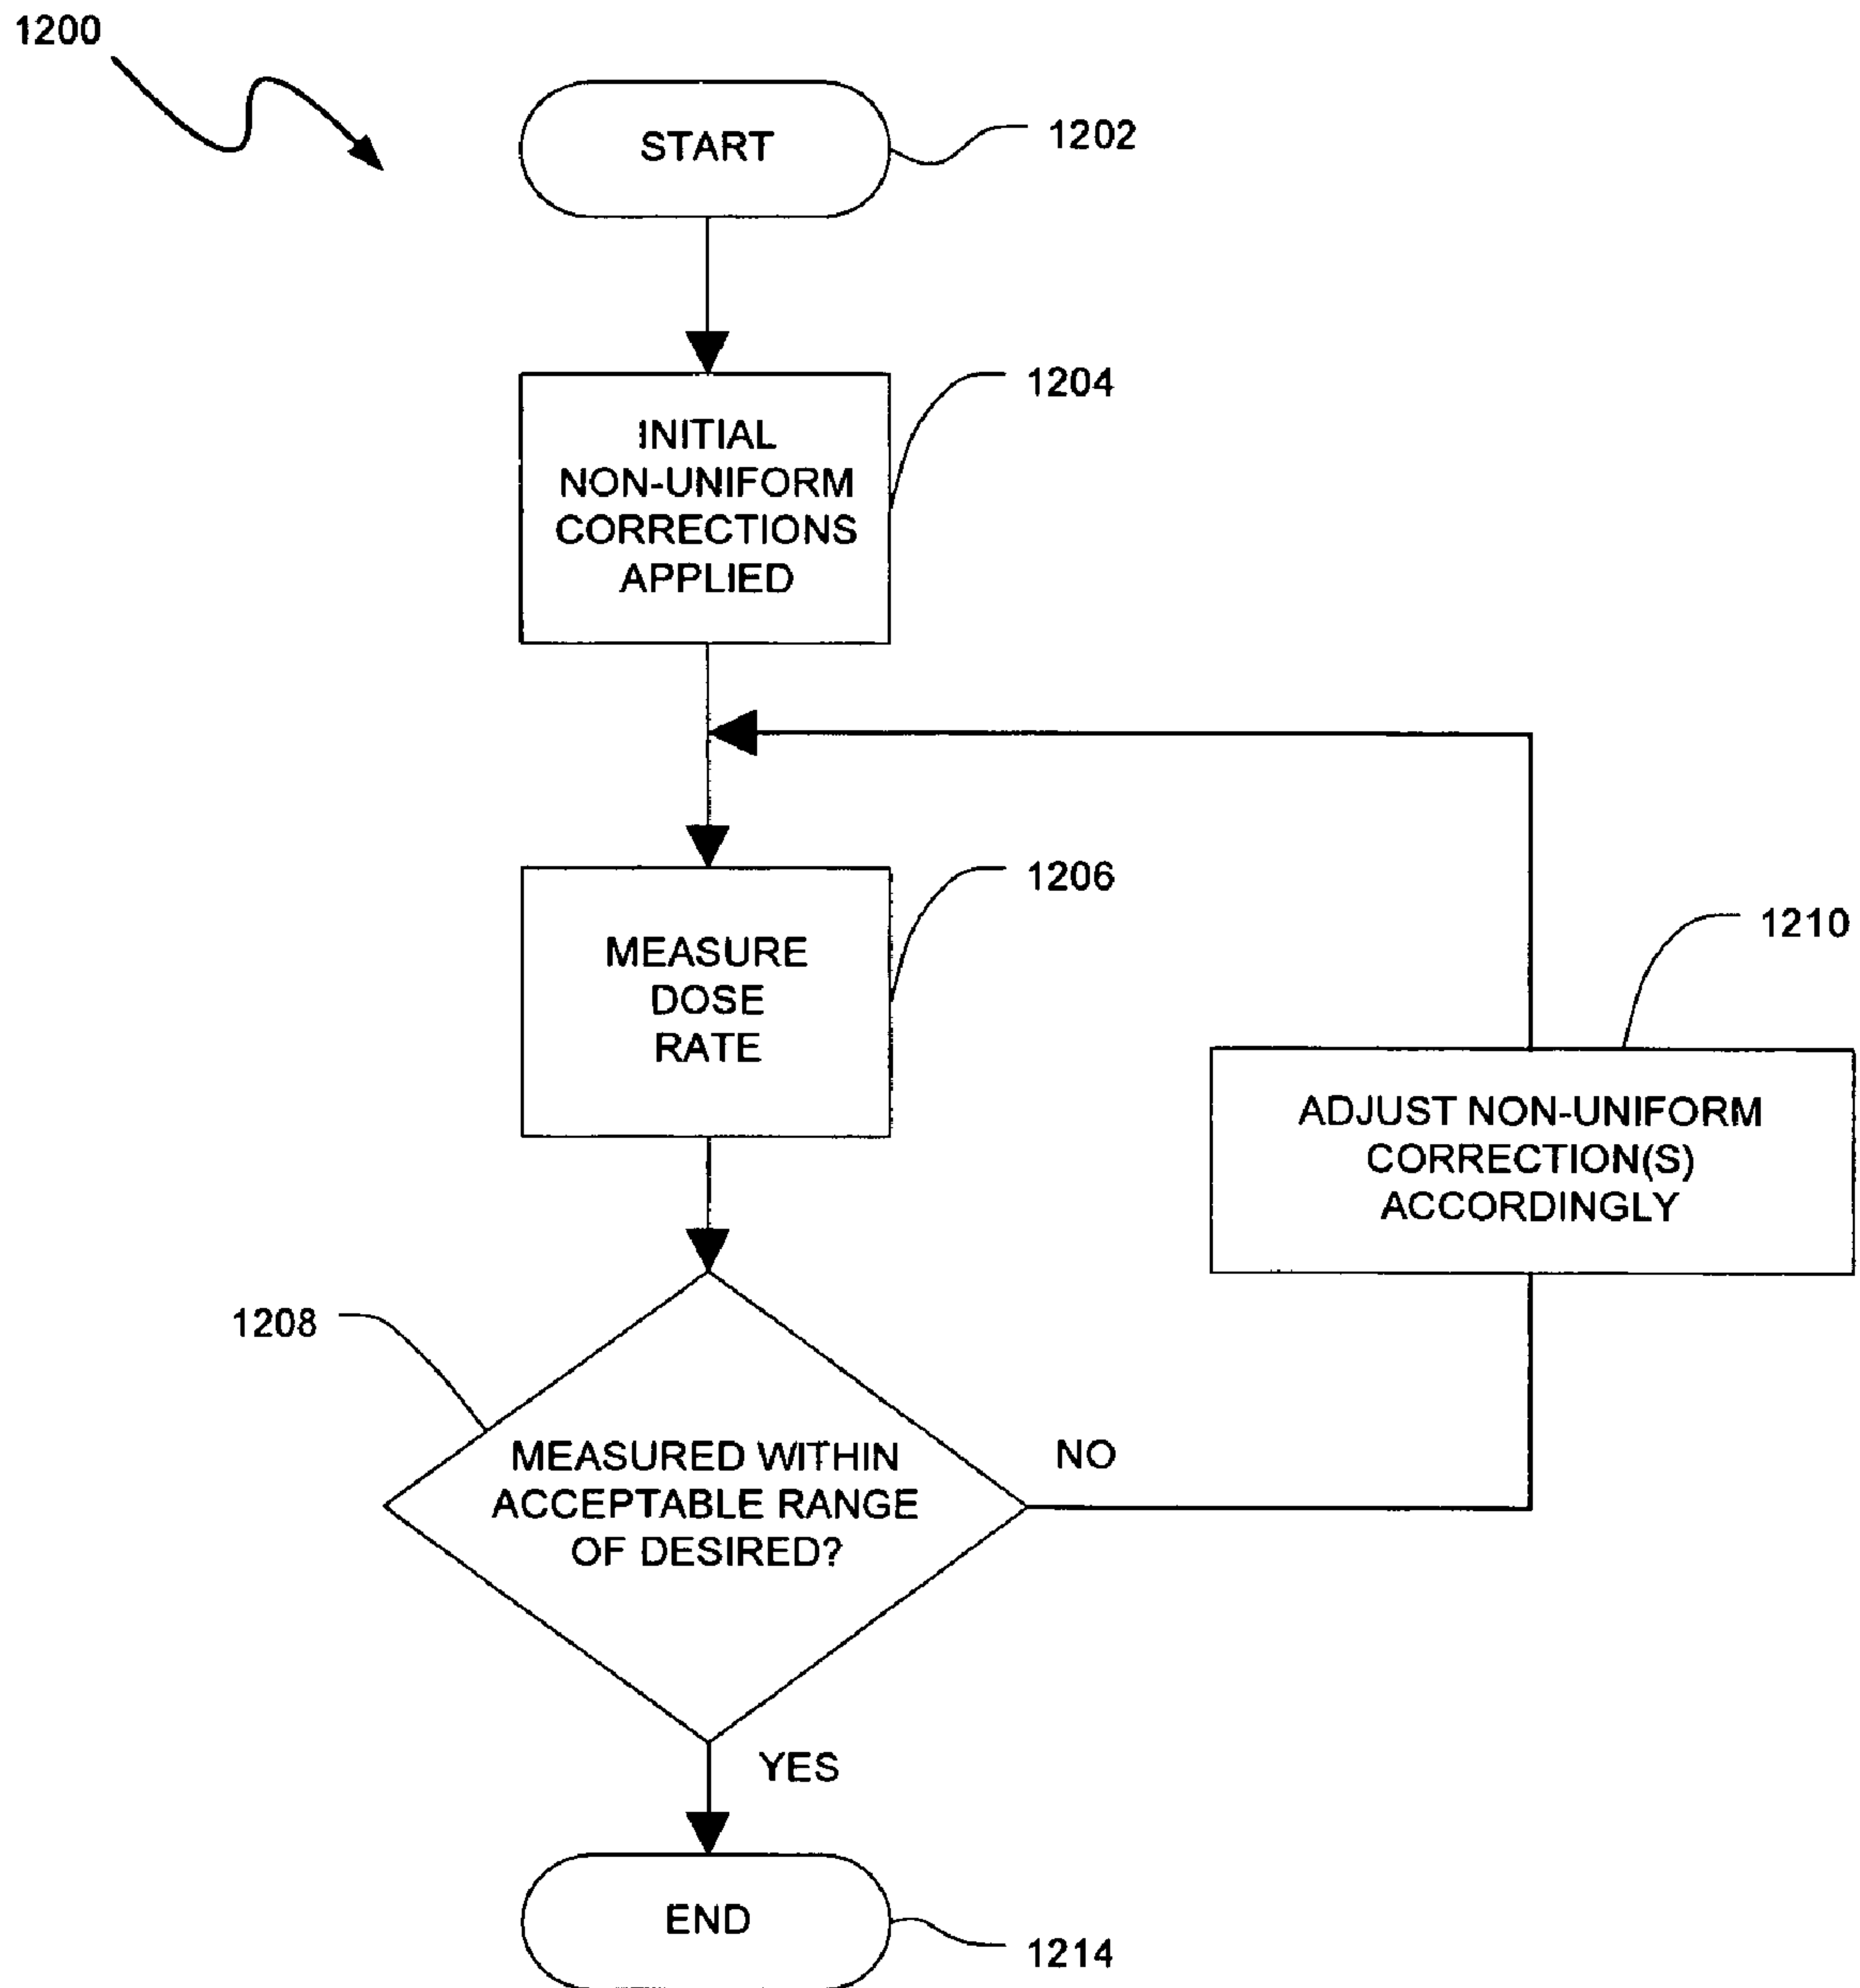 1200
START
1202
INITIAL
NON-UNIFORM
CORRECTIONS
APPLIED
1204
MEASURE
DOSE
RATE
1206
1210
ADJUST NON-UNIFORM
CORRECTION(S)
ACCORDINGLY
1208
MEASURED WITHIN
ACCEPTABLE RANGE
OF DESIRED?
NO
YES
END
1214